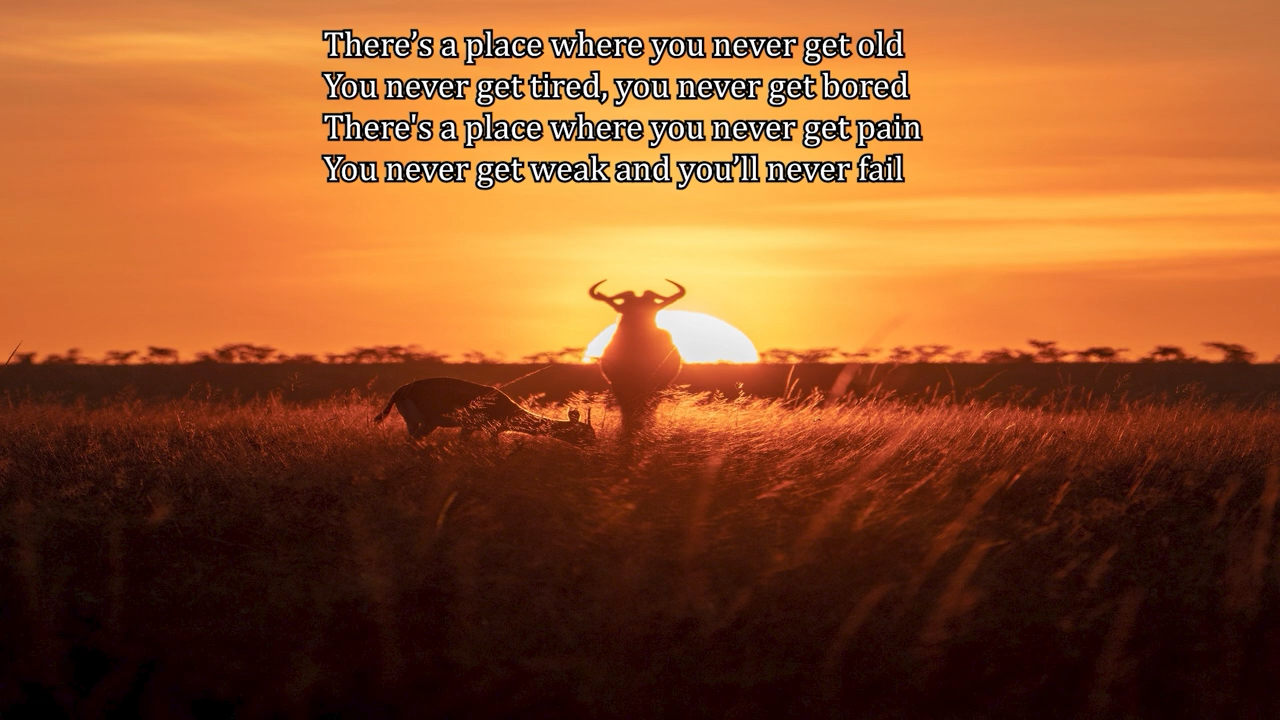 There’s a place where you never get old
You never get tired, you never get bored
There's a place where you never get pain
You never get weak and you’ll never fail